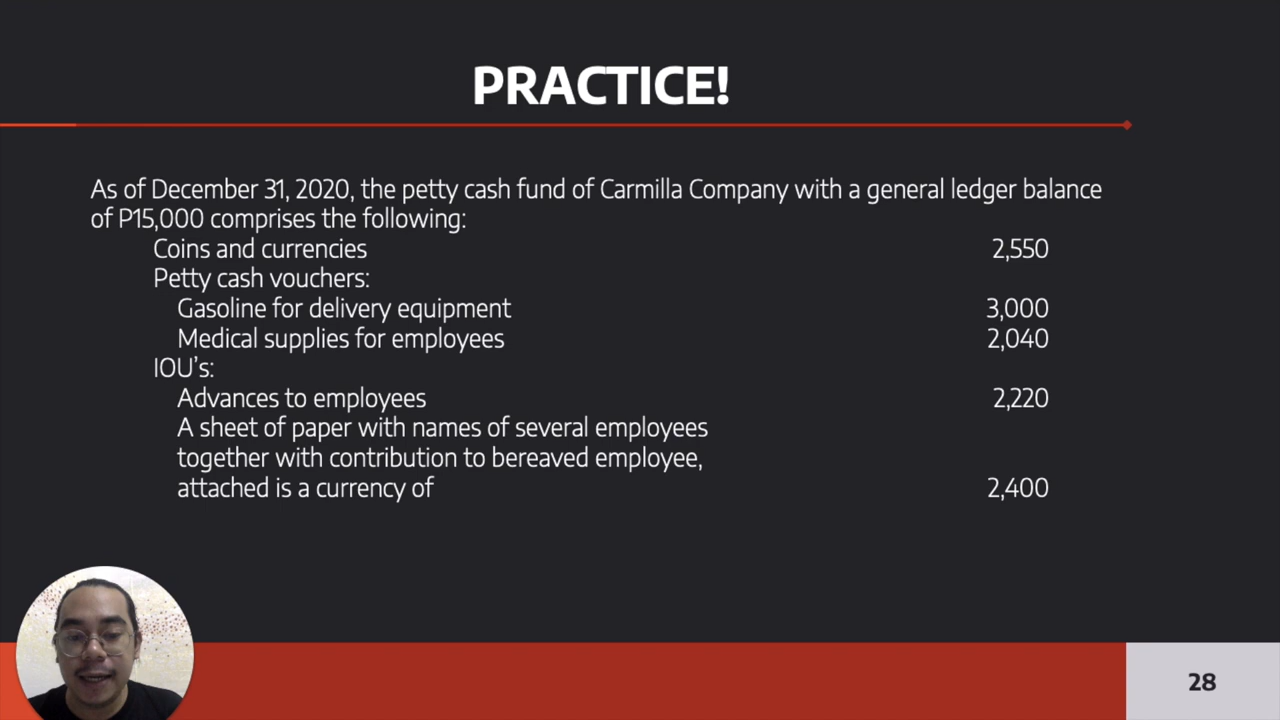 PRACTICE!
As of December 31, 2020, the petty cash fund of Carmilla Company with a general ledger balance
of P15,000 comprises the following:
Coins and currencies 2,550
Petty cash vouchers:
Gasoline for delivery equipment 3,000
Medical supplies for employees 2,040
IOU’s:
Advances to employees 2,220
A sheet of paper with names of several employees
together with contribution to bereaved employee,
attached is a currency of 2,400
28